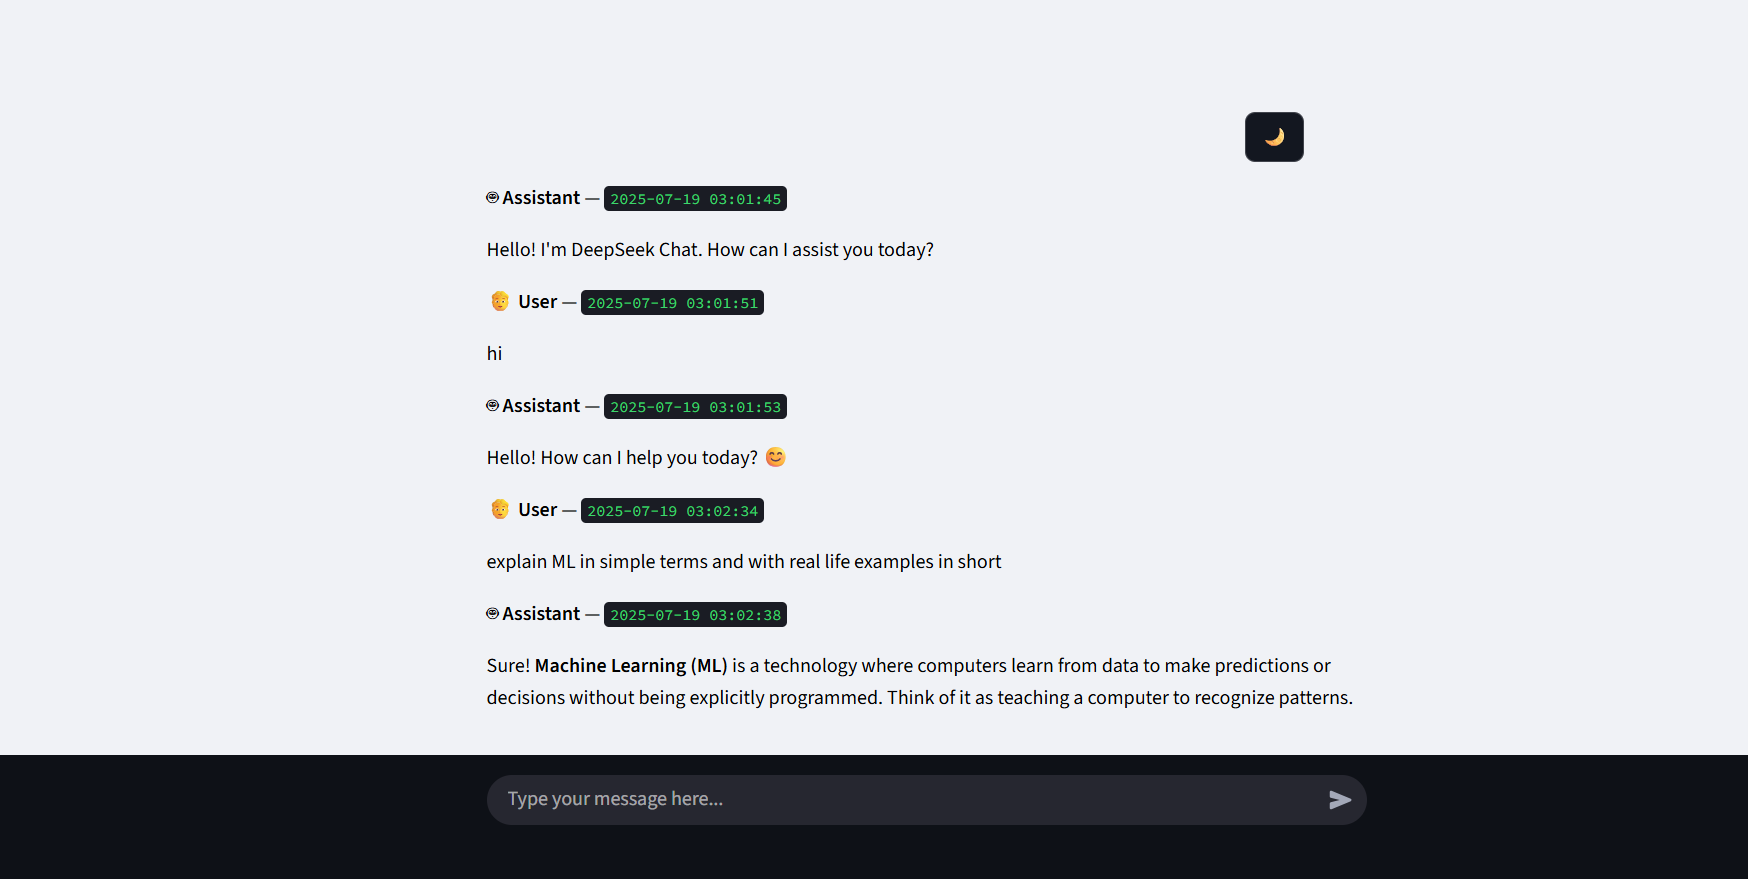 Assistant — 2025-07-19 03:01:45
Hello! I'm DeepSeek Chat. How can I assist you today?
User — 2025-07-19 03:01:51
hi
Assistant — 2025-07-19 03:01:53
Hello! How can I help you today? 😊
User — 2025-07-19 03:02:34
explain ML in simple terms and with real life examples in short
Assistant — 2025-07-19 03:02:38
Sure! Machine Learning (ML) is a technology where computers learn from data to make predictions or
decisions without being explicitly programmed. Think of it as teaching a computer to recognize patterns.
Type your message here...